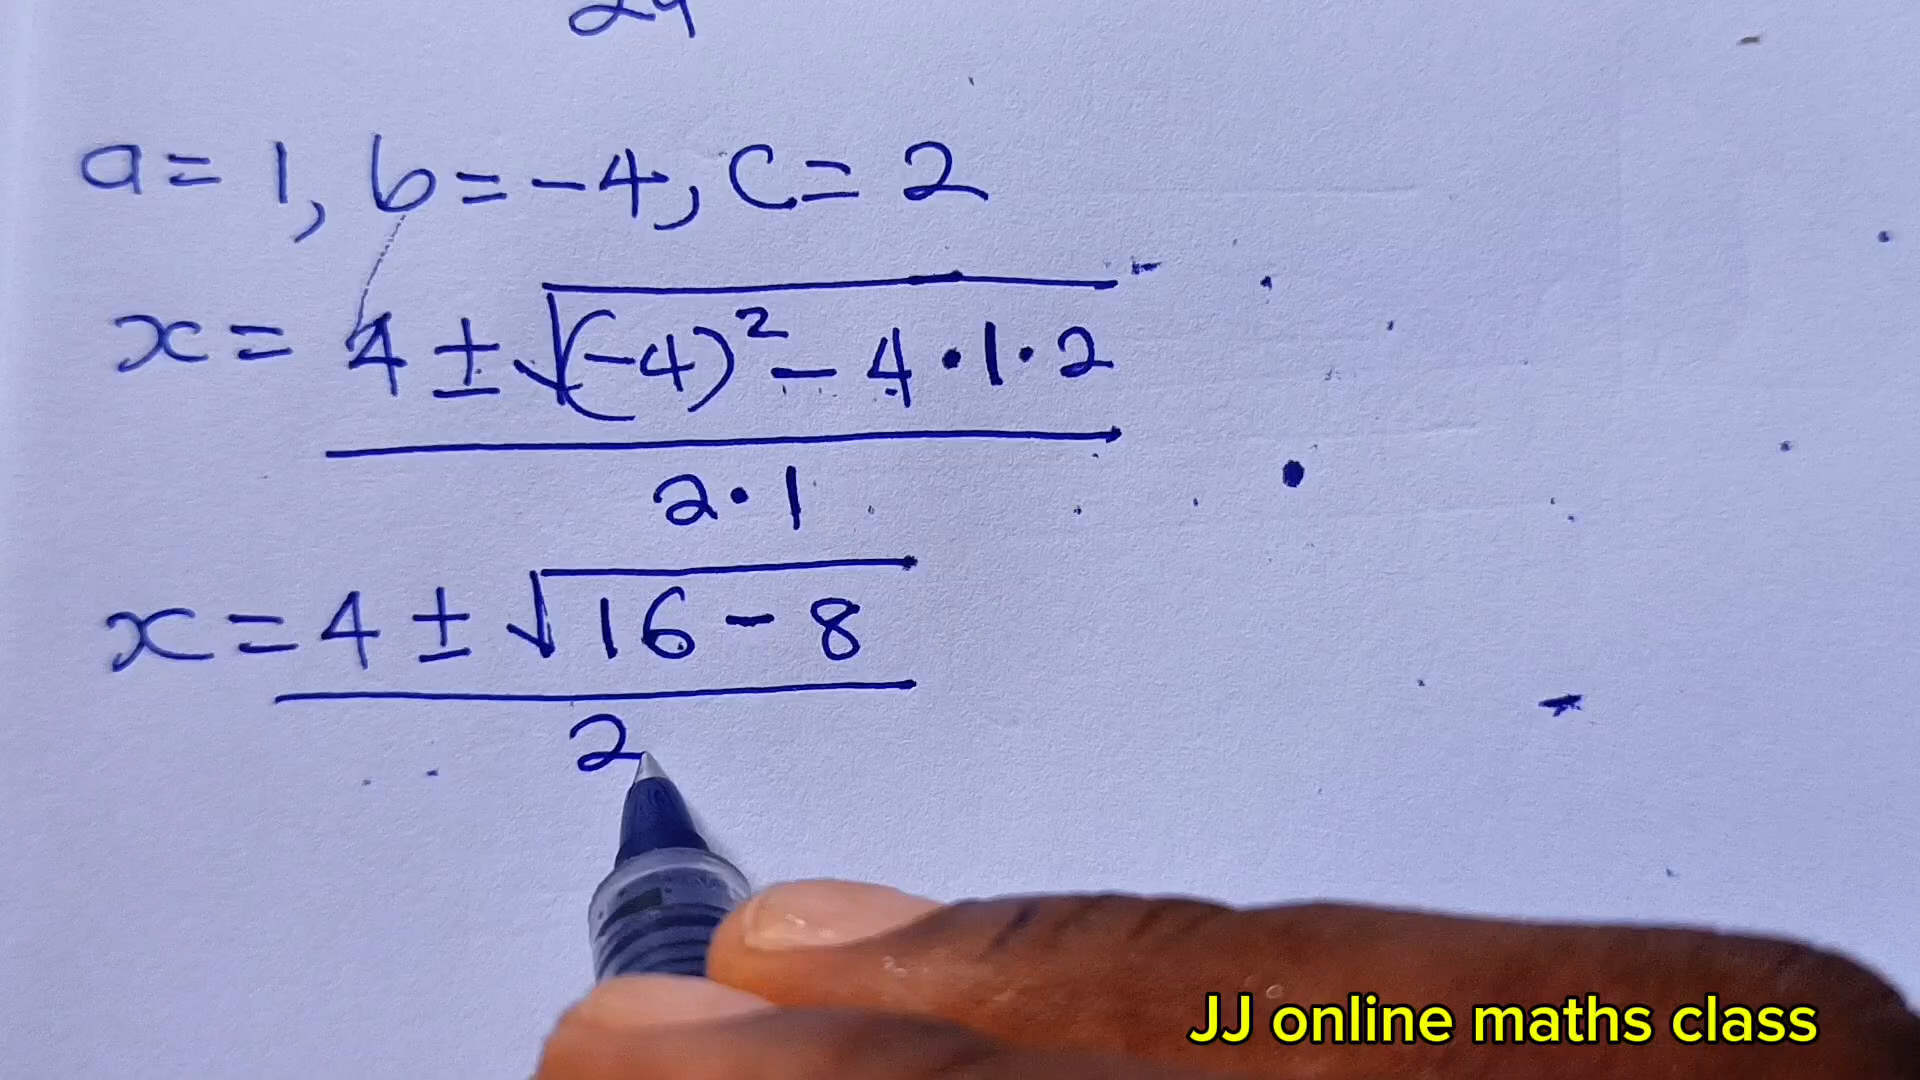 2a
a = 1, b = -4, c = 2
x = 4 ± √(-4)² - 4 · 1 · 2
2 · 1
x = 4 ± √16 - 8
2
JJ online maths class